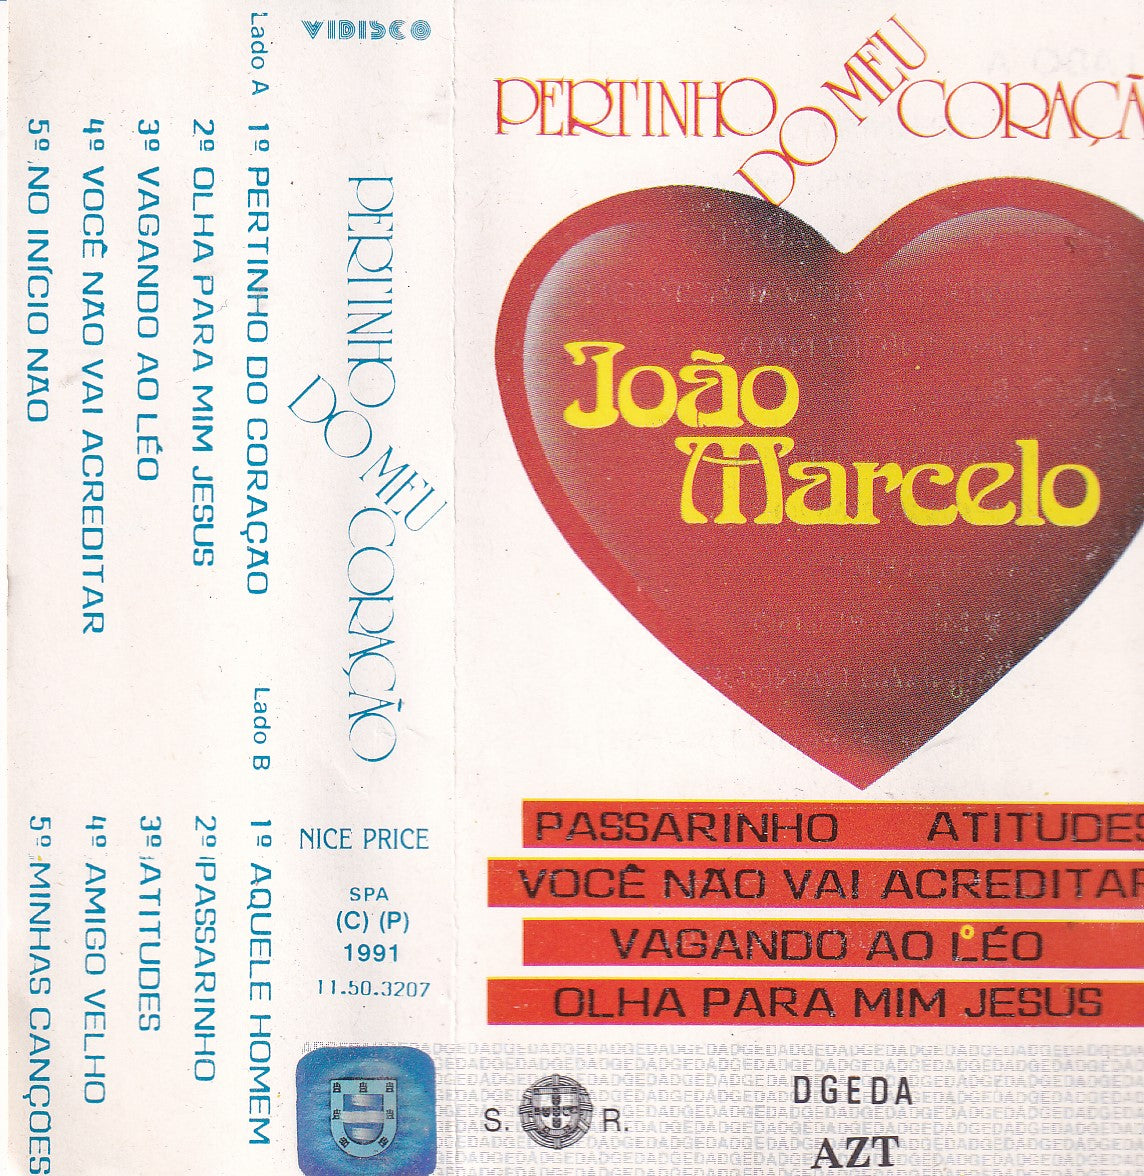 Lado A
1º PERTINHO DO CORAÇÃO
2º OLHA PARA MIM JESUS
3º VAGANDO AO LÉO
4º VOCÊ NÃO VAI ACREDITAR
5º NO INÍCIO NÃO
Lado B
1º AQUELE HOMEM
2º PASSARINHO
3º ATITUDES
4º AMIGO VELHO
5º MINHAS CANÇÕES
VIDISCO
PERTINHO DO MEU CORAÇÃO
NICE PRICE
SPA
(C) (P)
1991
11.50.3207
PERTINHO DO MEU CORAÇÃ
João
Marcelo
PASSARINHO ATITUDES
VOCÊ NÃO VAI ACREDITAR
VAGANDO AO LÉO
OLHA PARA MIM JESUS
S. R.
DGEDA
AZT